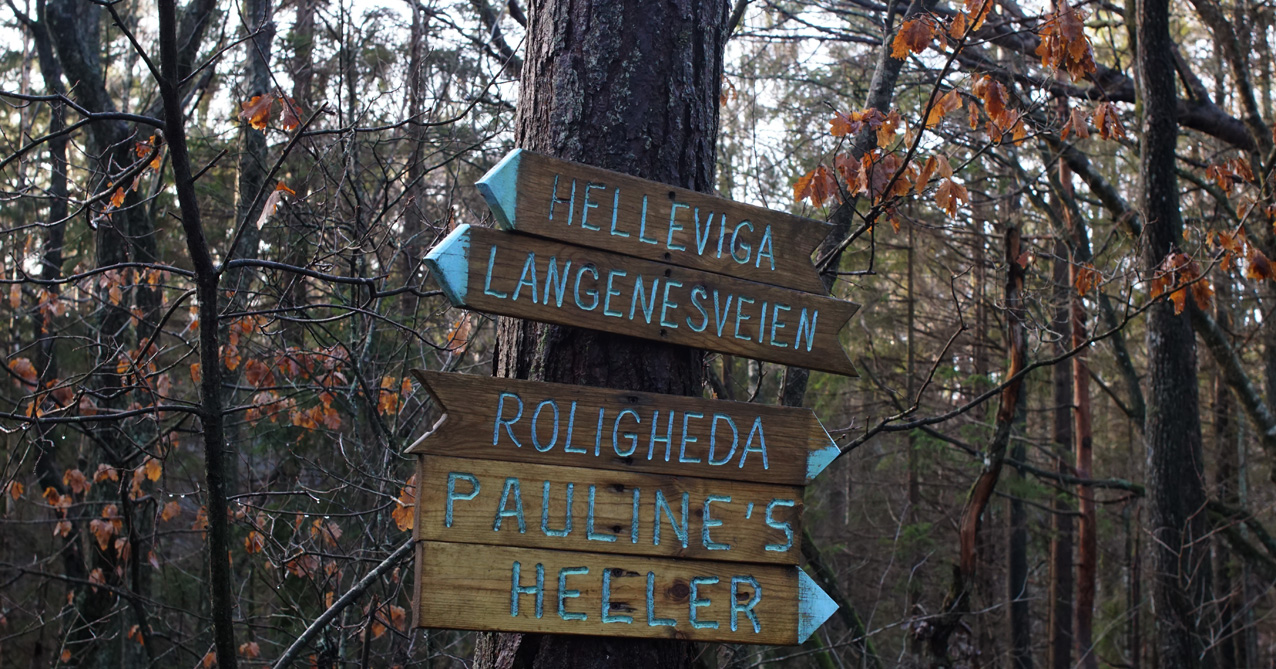 HELLEVIGA
LANGENESVEIEN
ROLIGHEDA
PAULINE'S
HELLER